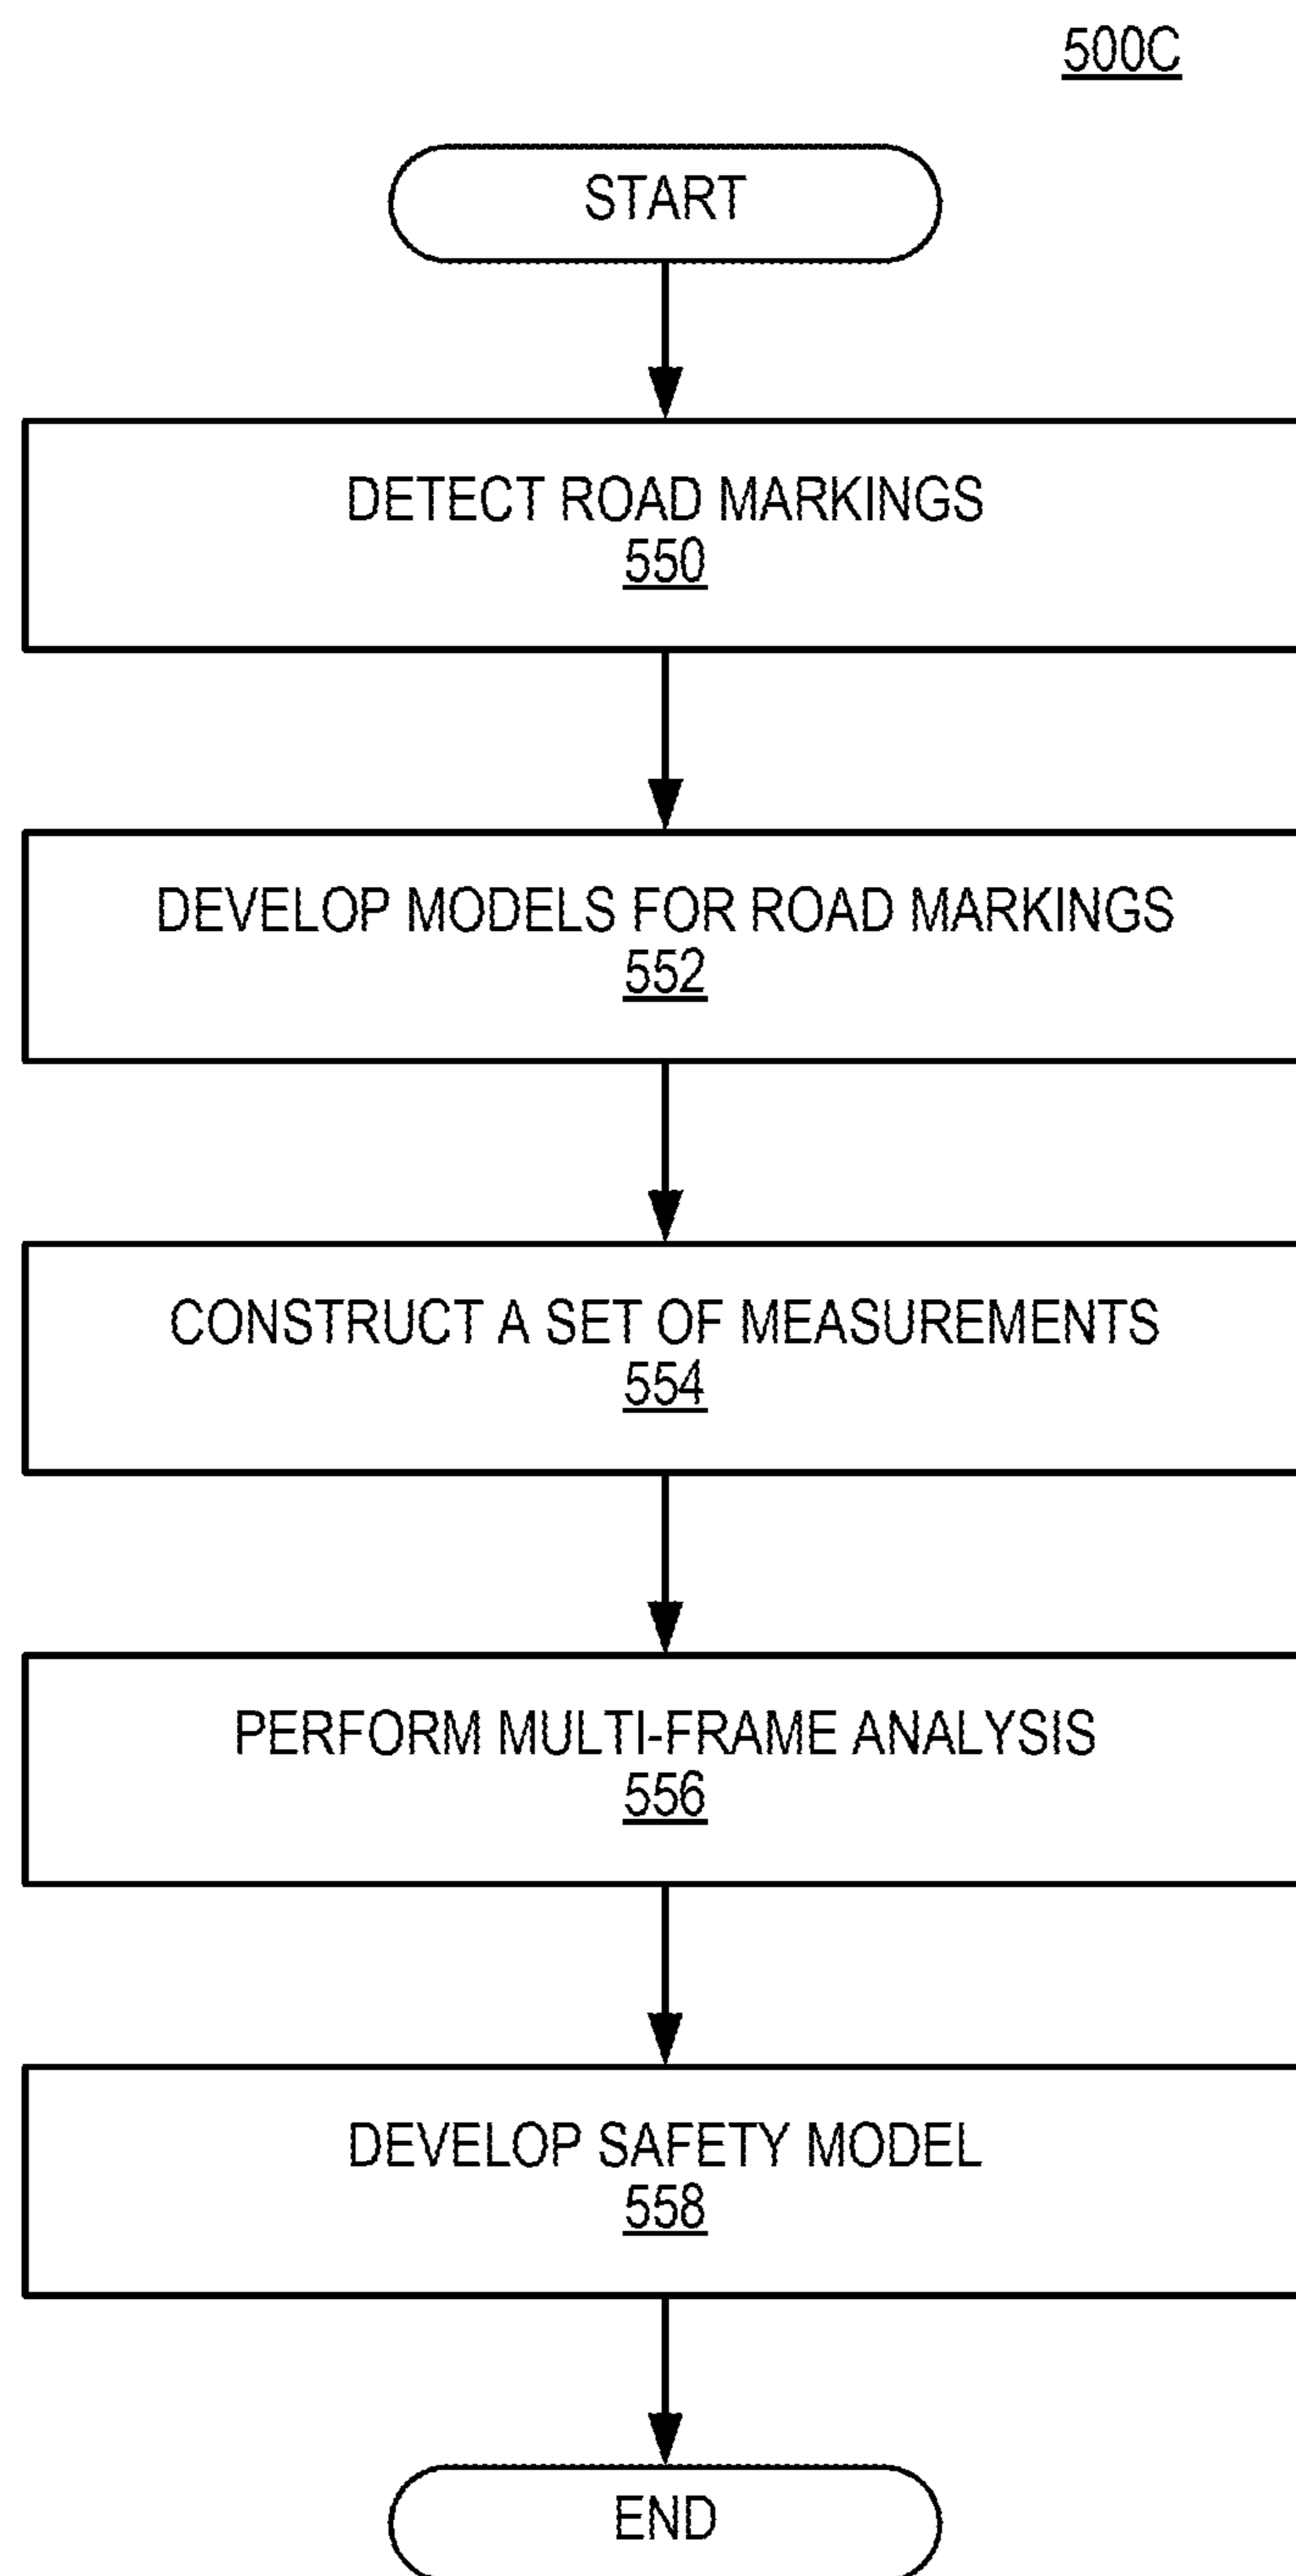 500C
START
DETECT ROAD MARKINGS
550
DEVELOP MODELS FOR ROAD MARKINGS
552
CONSTRUCT A SET OF MEASUREMENTS
554
PERFORM MULTI-FRAME ANALYSIS
556
DEVELOP SAFETY MODEL
558
END